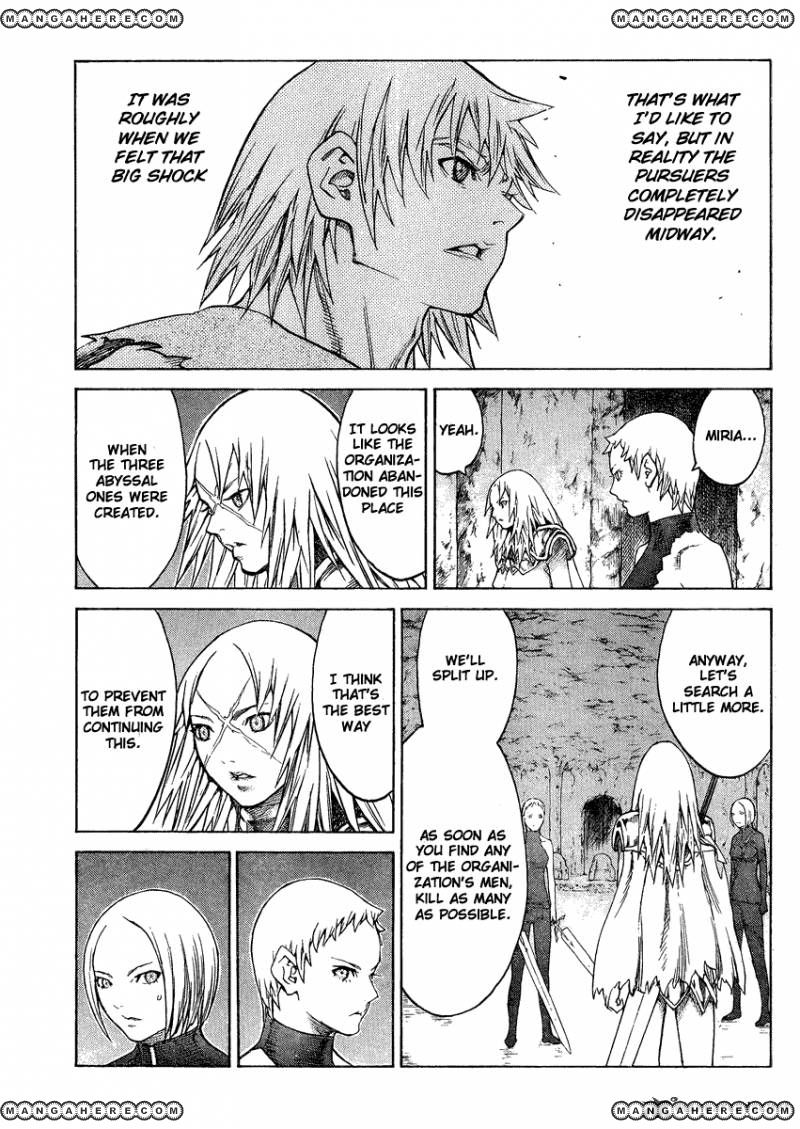 MANGAHERE.COM
MANGAHERE.COM
THAT'S WHAT
I'D LIKE TO
SAY, BUT IN
REALITY THE
PURSUERS
COMPLETELY
DISAPPEARED
MIDWAY.
IT WAS
ROUGHLY
WHEN WE
FELT THAT
BIG SHOCK
MIRIA...
YEAH.
IT LOOKS
LIKE THE
ORGANIZA-
TION ABAN-
DONED THIS
PLACE
WHEN
THE THREE
ABYSSAL
ONES WERE
CREATED.
ANYWAY,
LET'S
SEARCH A
LITTLE MORE.
WE'LL
SPLIT UP.
AS SOON AS
YOU FIND ANY
OF THE ORGANI-
ZATION'S MEN,
KILL AS MANY
AS POSSIBLE.
I THINK
THAT'S
THE BEST
WAY
TO PREVENT
THEM FROM
CONTINUING
THIS.
MANGAHERE.COM
MANGAHERE.COM